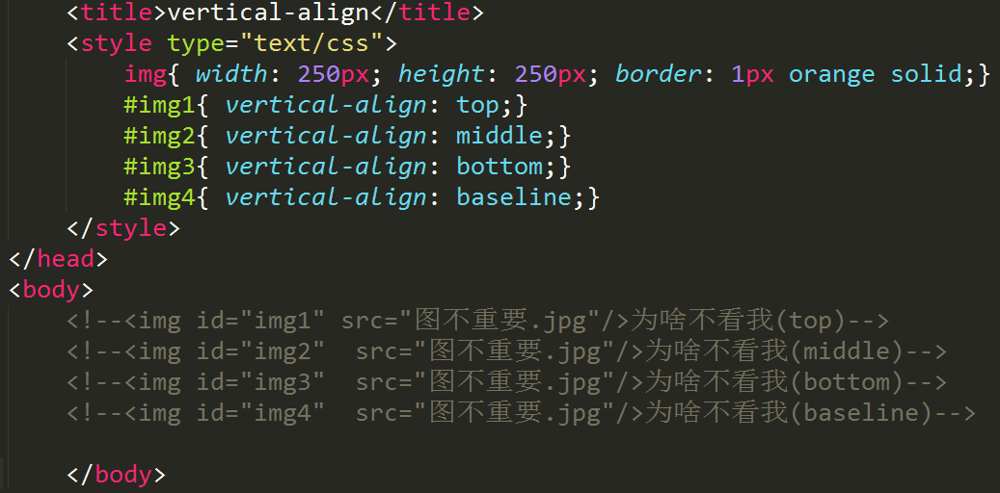 <title>vertical-align</title>
<style type="text/css">
img{ width: 250px; height: 250px; border: 1px orange solid;}
#img1{ vertical-align: top;}
#img2{ vertical-align: middle;}
#img3{ vertical-align: bottom;}
#img4{ vertical-align: baseline;}
</style>
</head>
<body>
<!--<img id="img1" src="图不重要.jpg"/>为啥不看我(top)-->
<!--<img id="img2"  src="图不重要.jpg"/>为啥不看我(middle)-->
<!--<img id="img3"  src="图不重要.jpg"/>为啥不看我(bottom)-->
<!--<img id="img4"  src="图不重要.jpg"/>为啥不看我(baseline)-->
</body>